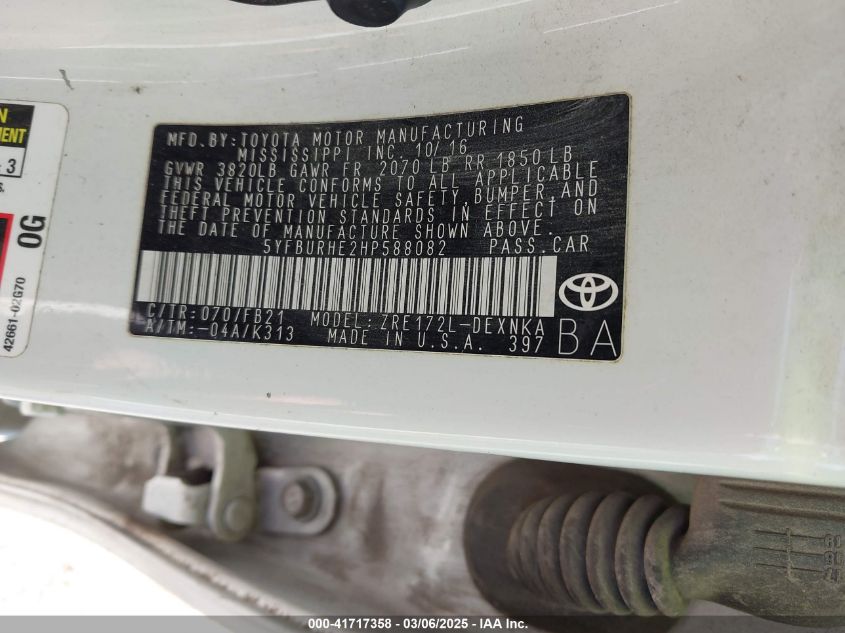 MFD.BY:TOYOTA MOTOR MANUFACTURING
MISSISSIPPI INC. 10/16
GVWR 3820LB GAWR FR 2070 LB RR 1850 LB
THIS VEHICLE CONFORMS TO ALL APPLICABLE
FEDERAL MOTOR VEHICLE SAFETY,BUMPER,AND
THEFT PREVENTION STANDARDS IN EFFECT ON
THE DATE OF MANUFACTURE SHOWN ABOVE.
5YFBURHE2HP588082 PASS.CAR
C/TR:070/FB21 MODEL:ZRE172L-DEXNKA
A/TM:-04A/K313 MADE IN U.S.A. 397
BA
3
s.
0G
42661-02G70
000-41717358 - 03/06/2025 - IAA Inc.